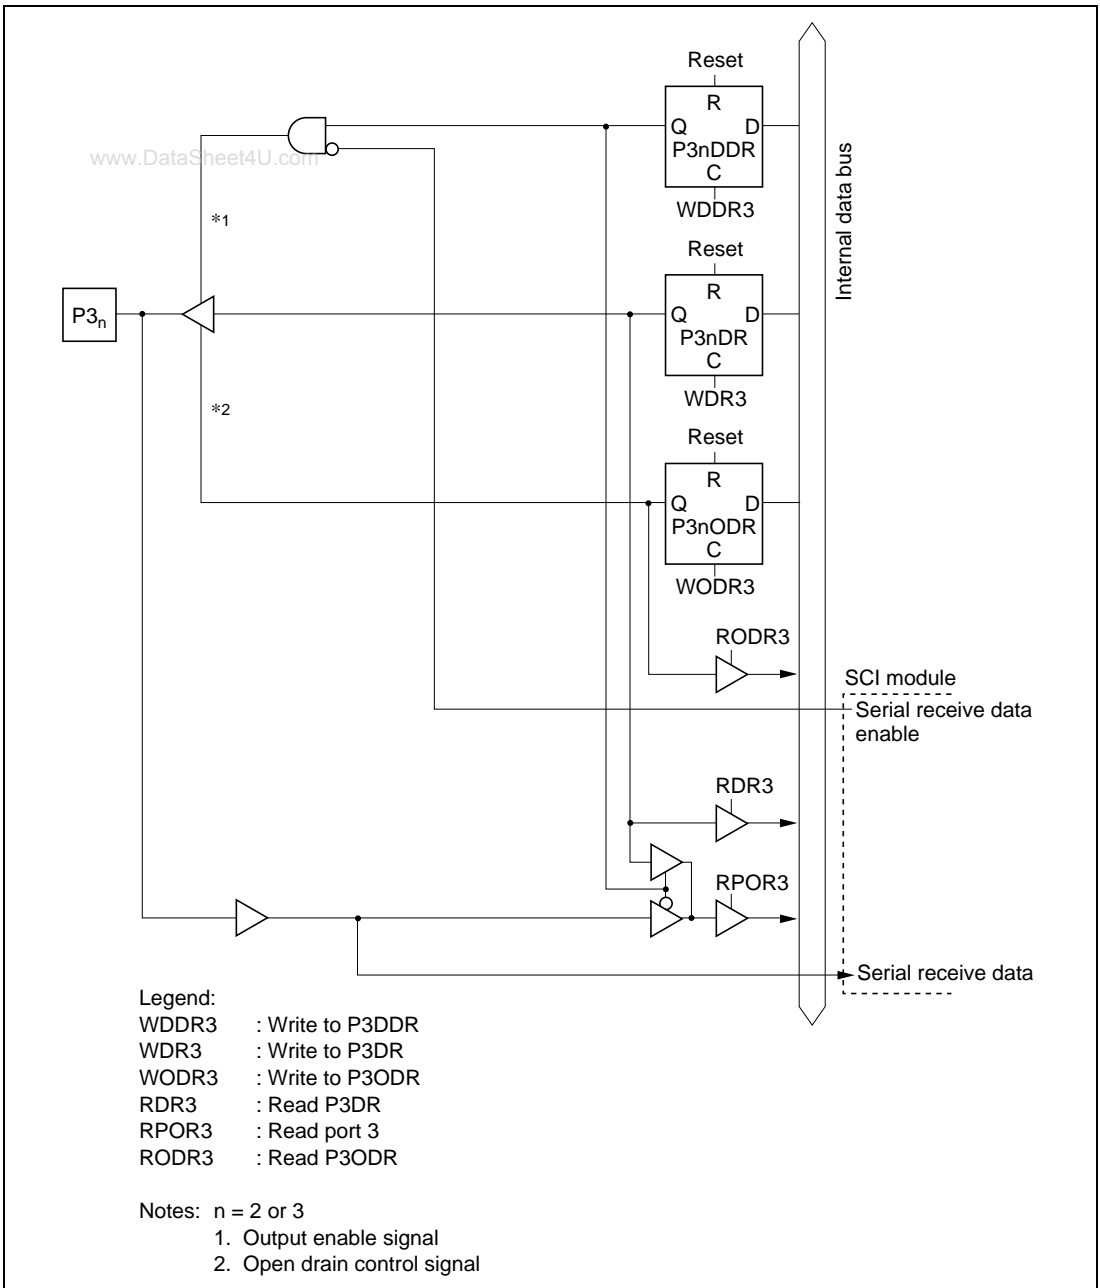 Reset
R
Q D
P3nDDR
C
WDDR3
www.DataSheet4U.com
Internal data bus
*1
Reset
R
Q D
P3nDR
C
WDR3
P3n
*2
Reset
R
Q D
P3nODR
C
WODR3
RODR3
SCI module
Serial receive data
enable
RDR3
RPOR3
Serial receive data
Legend:
WDDR3 : Write to P3DDR
WDR3 : Write to P3DR
WODR3 : Write to P3ODR
RDR3 : Read P3DR
RPOR3 : Read port 3
RODR3 : Read P3ODR
Notes: n = 2 or 3
1. Output enable signal
2. Open drain control signal